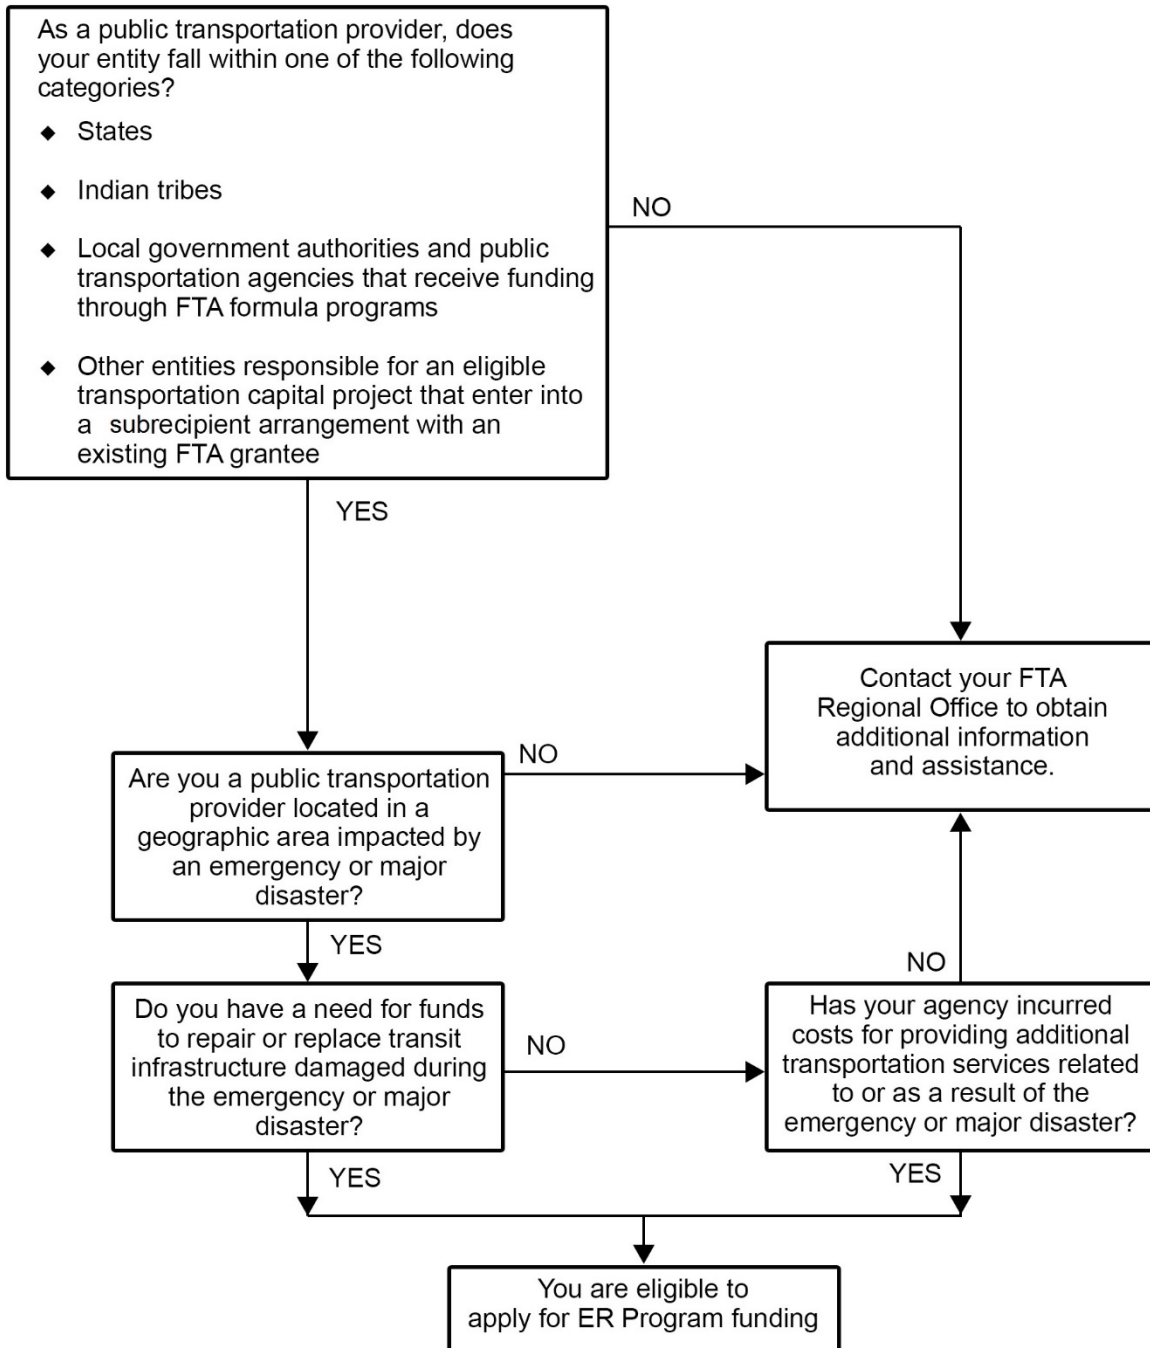 As a public transportation provider, does
your entity fall within one of the following
categories?
◆ States
◆ Indian tribes
◆ Local government authorities and public
transportation agencies that receive funding
through FTA formula programs
◆ Other entities responsible for an eligible
transportation capital project that enter into
a subrecipient arrangement with an
existing FTA grantee
NO
YES
Contact your FTA
Regional Office to obtain
additional information
and assistance.
Are you a public transportation
provider located in a
geographic area impacted by
an emergency or major
disaster?
NO
YES
Do you have a need for funds
to repair or replace transit
infrastructure damaged during
the emergency or major
disaster?
NO
NO
Has your agency incurred
costs for providing additional
transportation services related
to or as a result of the
emergency or major disaster?
YES
YES
You are eligible to
apply for ER Program funding